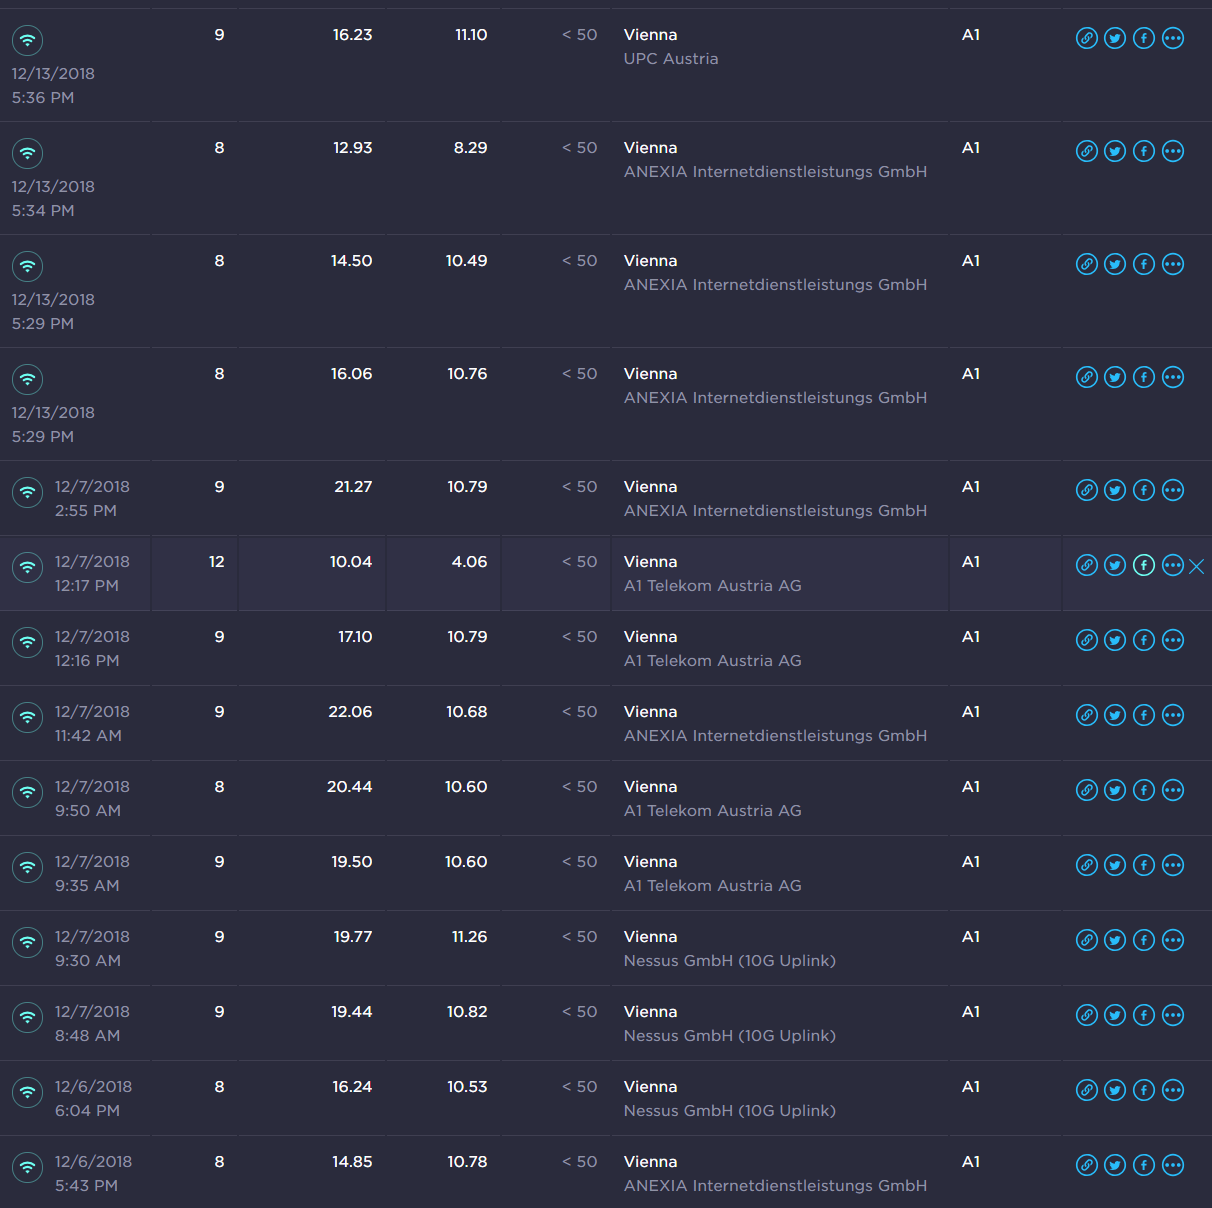 9 16.23 11.10 < 50 Vienna A1
UPC Austria
12/13/2018
5:36 PM
8 12.93 8.29 < 50 Vienna A1
ANEXIA Internetdienstleistungs GmbH
12/13/2018
5:34 PM
8 14.50 10.49 < 50 Vienna A1
ANEXIA Internetdienstleistungs GmbH
12/13/2018
5:29 PM
8 16.06 10.76 < 50 Vienna A1
ANEXIA Internetdienstleistungs GmbH
12/13/2018
5:29 PM
12/7/2018 9 21.27 10.79 < 50 Vienna A1
2:55 PM ANEXIA Internetdienstleistungs GmbH
12/7/2018 12 10.04 4.06 < 50 Vienna A1
12:17 PM A1 Telekom Austria AG
12/7/2018 9 17.10 10.79 < 50 Vienna A1
12:16 PM A1 Telekom Austria AG
12/7/2018 9 22.06 10.68 < 50 Vienna A1
11:42 AM ANEXIA Internetdienstleistungs GmbH
12/7/2018 8 20.44 10.60 < 50 Vienna A1
9:50 AM A1 Telekom Austria AG
12/7/2018 9 19.50 10.60 < 50 Vienna A1
9:35 AM A1 Telekom Austria AG
12/7/2018 9 19.77 11.26 < 50 Vienna A1
9:30 AM Nessus GmbH (10G Uplink)
12/7/2018 9 19.44 10.82 < 50 Vienna A1
8:48 AM Nessus GmbH (10G Uplink)
12/6/2018 8 16.24 10.53 < 50 Vienna A1
6:04 PM Nessus GmbH (10G Uplink)
12/6/2018 8 14.85 10.78 < 50 Vienna A1
5:43 PM ANEXIA Internetdienstleistungs GmbH